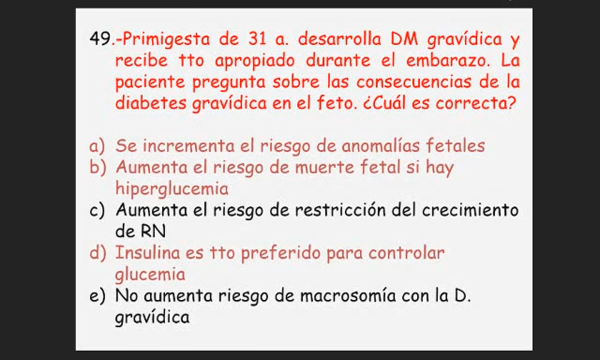 49.-Primigesta de 31 a. desarrolla DM gravídica y
recibe tto apropiado durante el embarazo. La
paciente pregunta sobre las consecuencias de la
diabetes gravídica en el feto. ¿Cuál es correcta?
a) Se incrementa el riesgo de anomalías fetales
b) Aumenta el riesgo de muerte fetal si hay
hiperglucemia
c) Aumenta el riesgo de restricción del crecimiento
de RN
d) Insulina es tto preferido para controlar
glucemia
e) No aumenta riesgo de macrosomía con la D.
gravídica